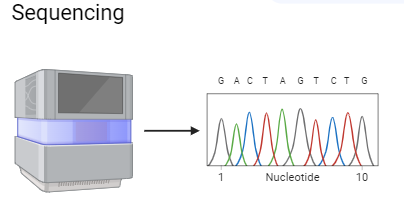 Sequencing
G A C T A G T C T G
1 Nucleotide 10